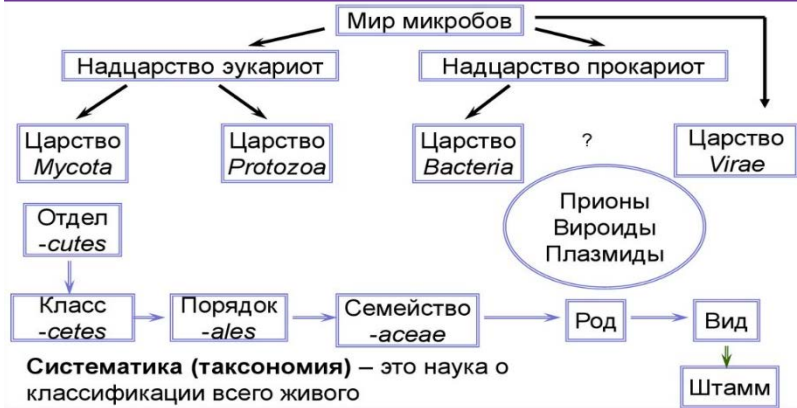 Мир микробов
Надцарство эукариот
Надцарство прокариот
Царство
Mycota
Царство
Protozoa
Царство
Bacteria
?
Царство
Virae
Прионы
Вироиды
Плазмиды
Отдел
-cutes
Класс
-cetes
Порядок
-ales
Семейство
-aceae
Род
Вид
Штамм
Систематика (таксономия) – это наука о
классификации всего живого